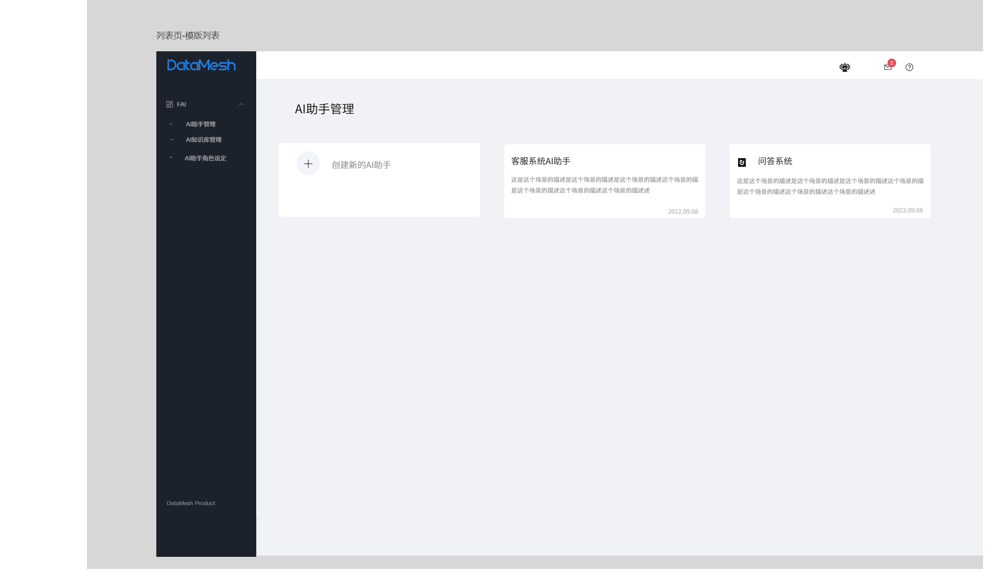 列表页-模版列表
DataMesh
2
FAI
AI助手管理
- AI助手管理
- AI知识库管理
- AI助手角色设定
创建新的AI助手
客服系统AI助手
这是这个场景的描述是这个场景的描述是这个场景的描述这个场景的描
是这个场景的描述这个场景的描述这个场景的描述述
2022.09.08
问答系统
这是这个场景的描述是这个场景的描述是这个场景的描述这个场景的描
是这个场景的描述这个场景的描述这个场景的描述述
2022.09.08
DataMesh Product